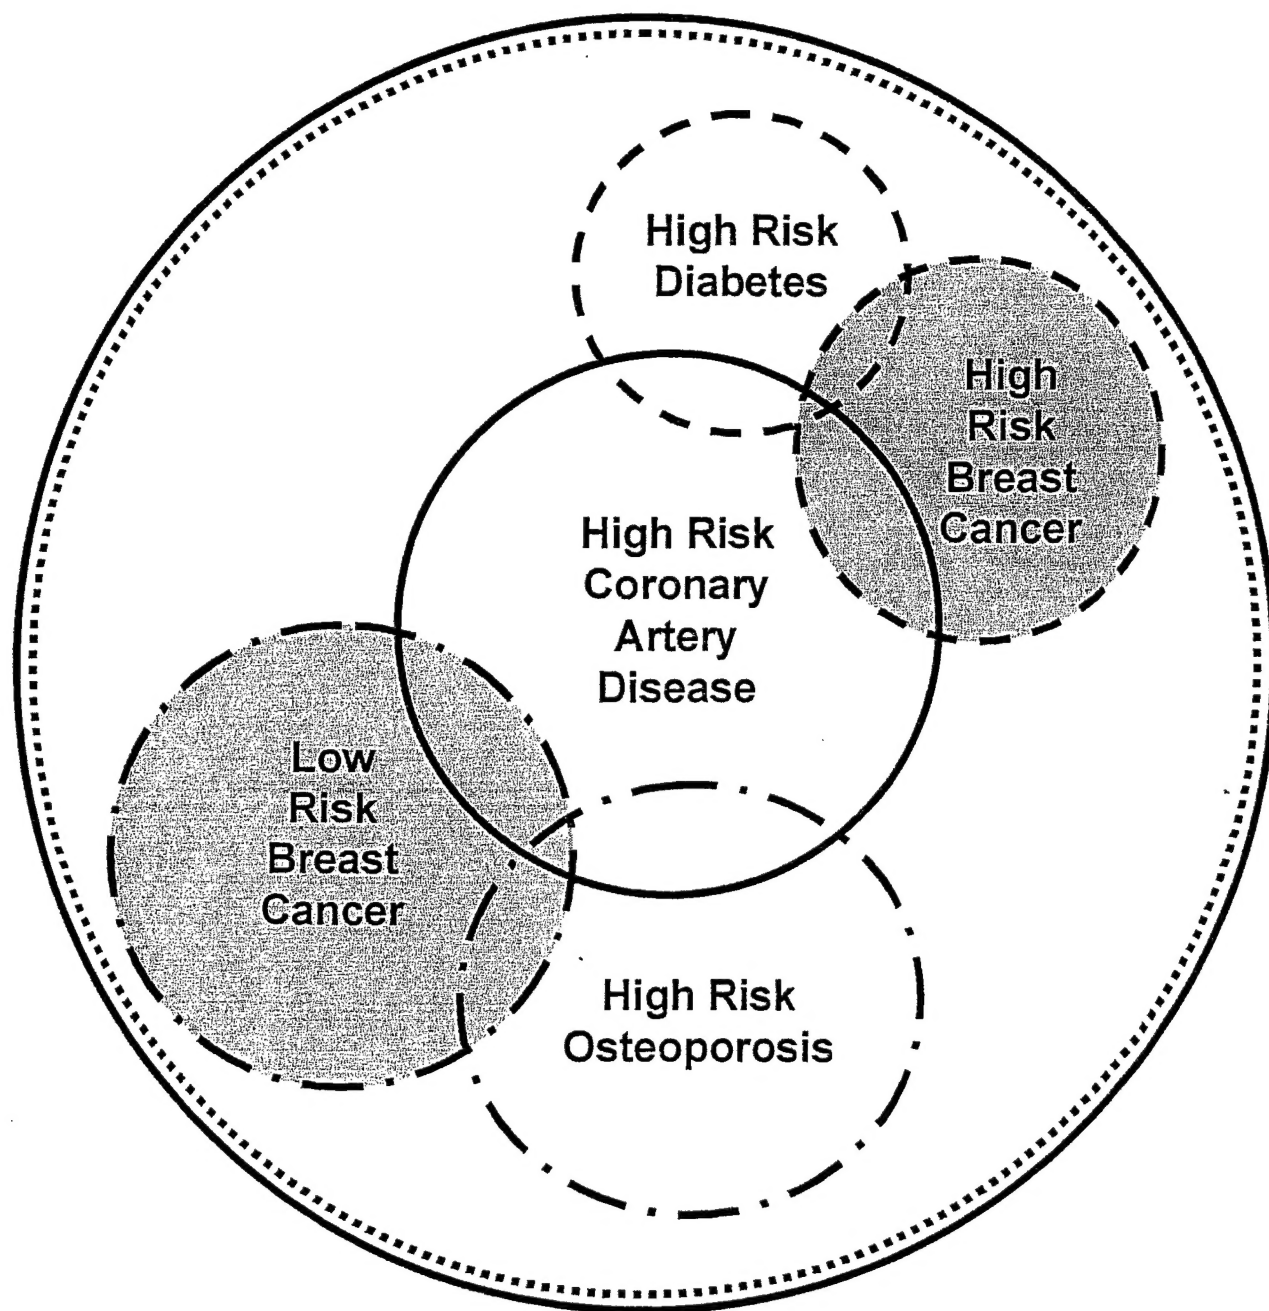 High Risk
Diabetes
High
Risk
Breast
Cancer
High Risk
Coronary
Artery
Disease
Low
Risk
Breast
Cancer
High Risk
Osteoporosis